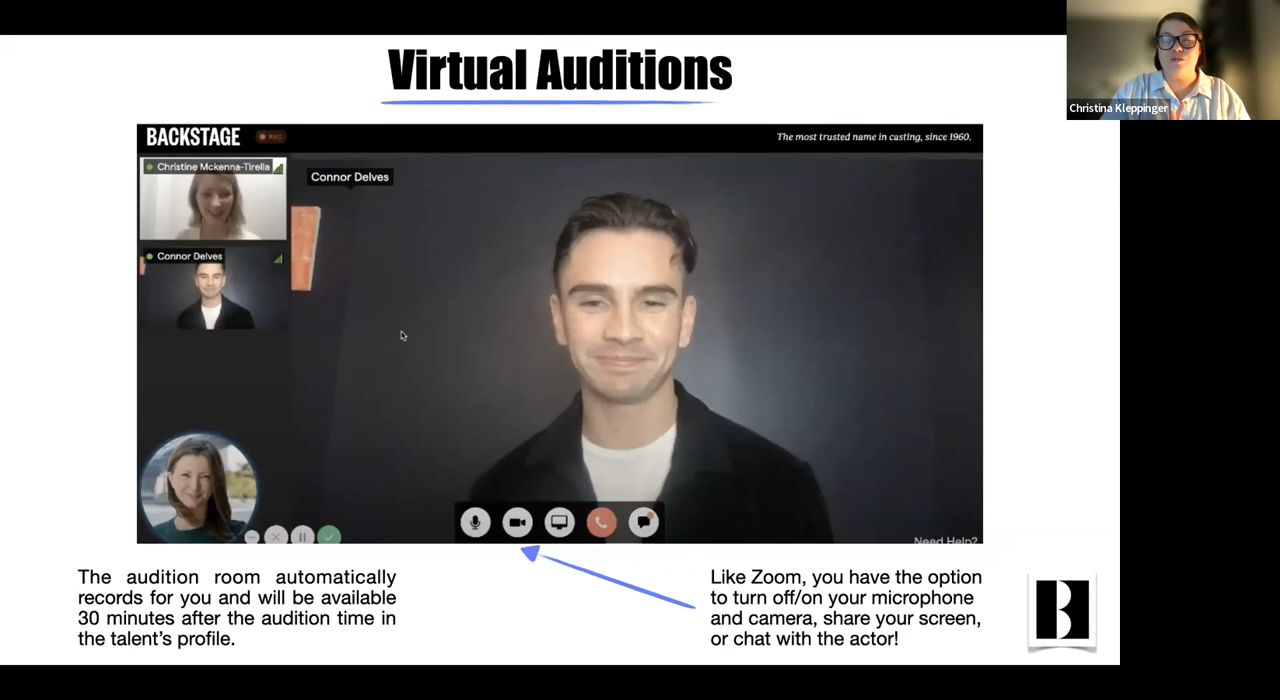 Virtual Auditions
Christina Kleppinger
BACKSTAGE
REC
The most trusted name in casting, since 1960.
Christine Mckenna-Tirella
Connor Delves
Connor Delves
Need Help?
The audition room automatically
records for you and will be available
30 minutes after the audition time in
the talent's profile.
Like Zoom, you have the option
to turn off/on your microphone
and camera, share your screen,
or chat with the actor!
B